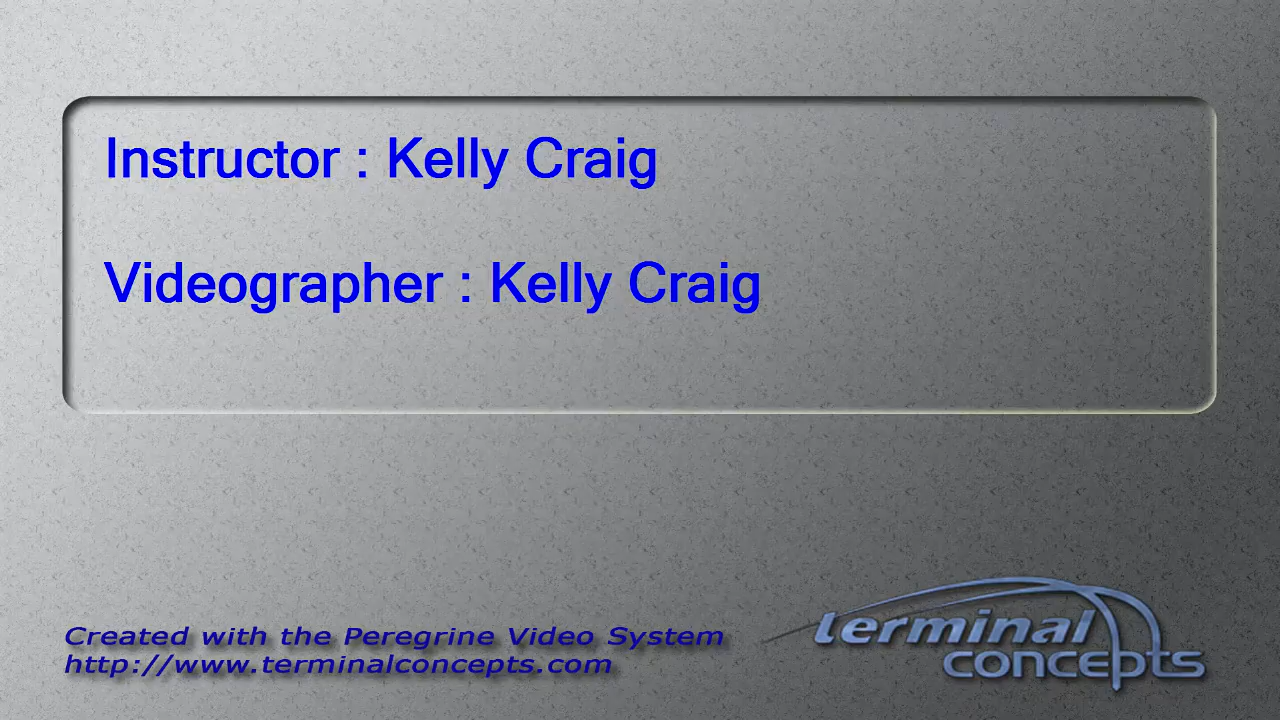 Instructor : Kelly Craig
Videographer : Kelly Craig
Created with the Peregrine Video System
http://www.terminalconcepts.com
terminal
concepts